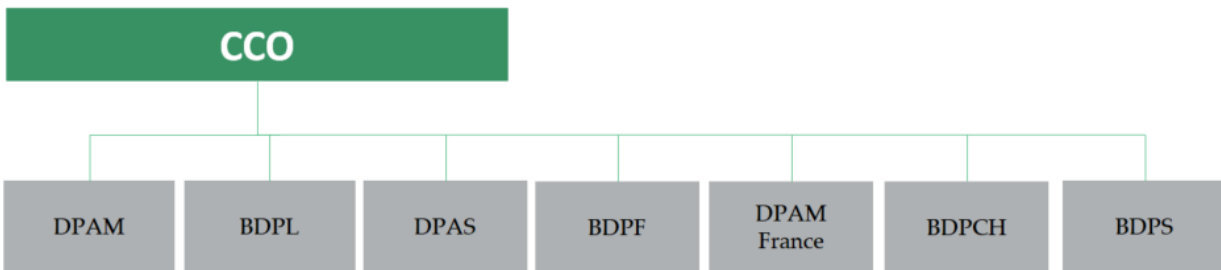 CCO
DPAM
BDPL
DPAS
BDPF
DPAM
France
BDPCH
BDPS